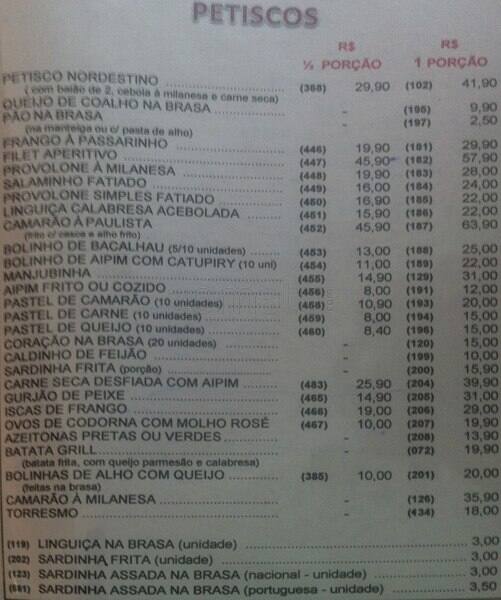 PETISCOS
R$ R$
½ PORÇÃO 1 PORÇÃO
PETISCO NORDESTINO (368) 29,90 (102) 41,90
(com baião de 2, cebola à milanesa e carne seca)
QUEIJO DE COALHO NA BRASA - (195) 9,90
PÃO NA BRASA - (197) 2,50
(na manteiga ou c/ pasta de alho)
FRANGO À PASSARINHO (446) 19,90 (181) 29,90
FILET APERITIVO (447) 45,90 (182) 57,90
PROVOLONE À MILANESA (448) 19,90 (183) 28,00
SALAMINHO FATIADO (449) 16,00 (184) 24,00
PROVOLONE SIMPLES FATIADO (450) 16,90 (185) 22,00
LINGUIÇA CALABRESA ACEBOLADA (451) 15,90 (186) 22,00
CAMARÃO À PAULISTA (452) 45,90 (187) 63,90
(frito c/ casca e alho frito)
BOLINHO DE BACALHAU (5/10 unidades) (453) 13,00 (188) 25,00
BOLINHO DE AIPIM COM CATUPIRY (10 uni) (454) 11,00 (189) 22,00
MANJUBINHA (455) 14,90 (129) 31,00
AIPIM FRITO OU COZIDO (456) 8,00 (191) 12,00
PASTEL DE CAMARÃO (10 unidades) (458) 10,90 (193) 20,00
PASTEL DE CARNE (10 unidades) (459) 8,00 (194) 15,00
PASTEL DE QUEIJO (10 unidades) (460) 8,40 (196) 15,00
CORAÇÃO NA BRASA (20 unidades) - (120) 15,00
CALDINHO DE FEIJÃO - (199) 10,00
SARDINHA FRITA (porção) - (200) 15,90
CARNE SECA DESFIADA COM AIPIM (483) 25,90 (204) 39,90
GURJÃO DE PEIXE (465) 14,90 (205) 31,00
ISCAS DE FRANGO (466) 19,00 (206) 29,00
OVOS DE CODORNA COM MOLHO ROSÉ (467) 10,00 (207) 19,90
AZEITONAS PRETAS OU VERDES - (208) 13,90
BATATA GRILL - (072) 19,90
(batata frita, com queijo parmesão e calabresa)
BOLINHAS DE ALHO COM QUEIJO (385) 10,00 (201) 20,00
(feitas na brasa)
CAMARÃO À MILANESA - (126) 35,90
TORRESMO - (434) 18,00
(119) LINGUIÇA NA BRASA (unidade) 3,00
(202) SARDINHA FRITA (unidade) 3,00
(123) SARDINHA ASSADA NA BRASA (nacional - unidade) 3,00
(681) SARDINHA ASSADA NA BRASA (portuguesa - unidade) 3,50